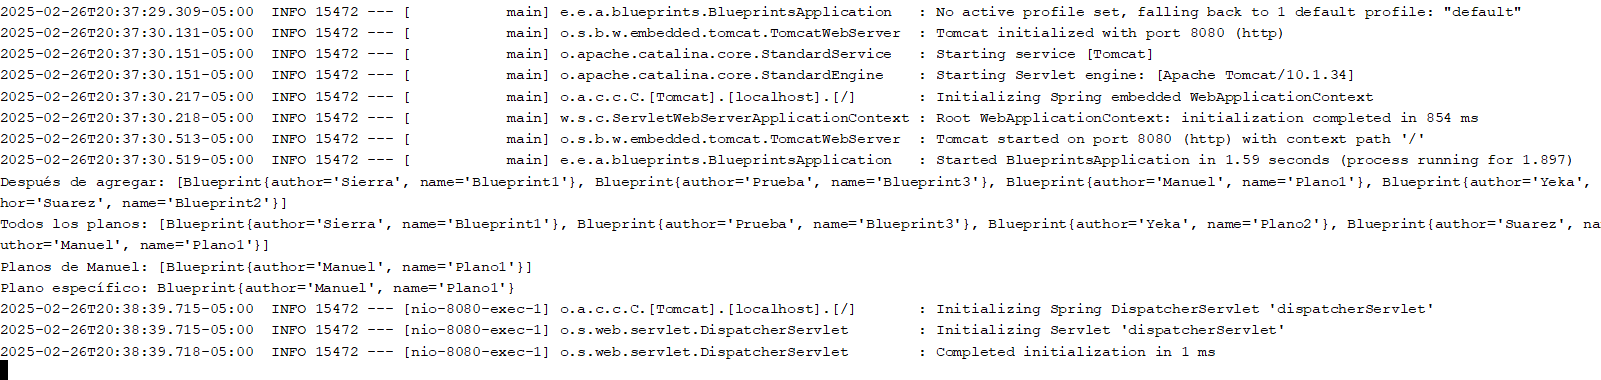 2025-02-26T20:37:29.309-05:00  INFO 15472 --- [           main] e.e.a.blueprints.BlueprintsApplication   : No active profile set, falling back to 1 default profile: "default"
2025-02-26T20:37:30.131-05:00  INFO 15472 --- [           main] o.s.b.w.embedded.tomcat.TomcatWebServer  : Tomcat initialized with port 8080 (http)
2025-02-26T20:37:30.151-05:00  INFO 15472 --- [           main] o.apache.catalina.core.StandardService   : Starting service [Tomcat]
2025-02-26T20:37:30.151-05:00  INFO 15472 --- [           main] o.apache.catalina.core.StandardEngine    : Starting Servlet engine: [Apache Tomcat/10.1.34]
2025-02-26T20:37:30.217-05:00  INFO 15472 --- [           main] o.a.c.c.C.[Tomcat].[localhost].[/]       : Initializing Spring embedded WebApplicationContext
2025-02-26T20:37:30.218-05:00  INFO 15472 --- [           main] w.s.c.ServletWebServerApplicationContext : Root WebApplicationContext: initialization completed in 854 ms
2025-02-26T20:37:30.513-05:00  INFO 15472 --- [           main] o.s.b.w.embedded.tomcat.TomcatWebServer  : Tomcat started on port 8080 (http) with context path '/'
2025-02-26T20:37:30.519-05:00  INFO 15472 --- [           main] e.e.a.blueprints.BlueprintsApplication   : Started BlueprintsApplication in 1.59 seconds (process running for 1.897)
Después de agregar: [Blueprint{author='Sierra', name='Blueprint1'}, Blueprint{author='Prueba', name='Blueprint3'}, Blueprint{author='Manuel', name='Plano1'}, Blueprint{author='Yeka',
hor='Suarez', name='Blueprint2'}]
Todos los planos: [Blueprint{author='Sierra', name='Blueprint1'}, Blueprint{author='Prueba', name='Blueprint3'}, Blueprint{author='Yeka', name='Plano2'}, Blueprint{author='Suarez', na
uthor='Manuel', name='Plano1'}]
Planos de Manuel: [Blueprint{author='Manuel', name='Plano1'}]
Plano específico: Blueprint{author='Manuel', name='Plano1'}
2025-02-26T20:38:39.715-05:00  INFO 15472 --- [nio-8080-exec-1] o.a.c.c.C.[Tomcat].[localhost].[/]       : Initializing Spring DispatcherServlet 'dispatcherServlet'
2025-02-26T20:38:39.715-05:00  INFO 15472 --- [nio-8080-exec-1] o.s.web.servlet.DispatcherServlet        : Initializing Servlet 'dispatcherServlet'
2025-02-26T20:38:39.718-05:00  INFO 15472 --- [nio-8080-exec-1] o.s.web.servlet.DispatcherServlet        : Completed initialization in 1 ms